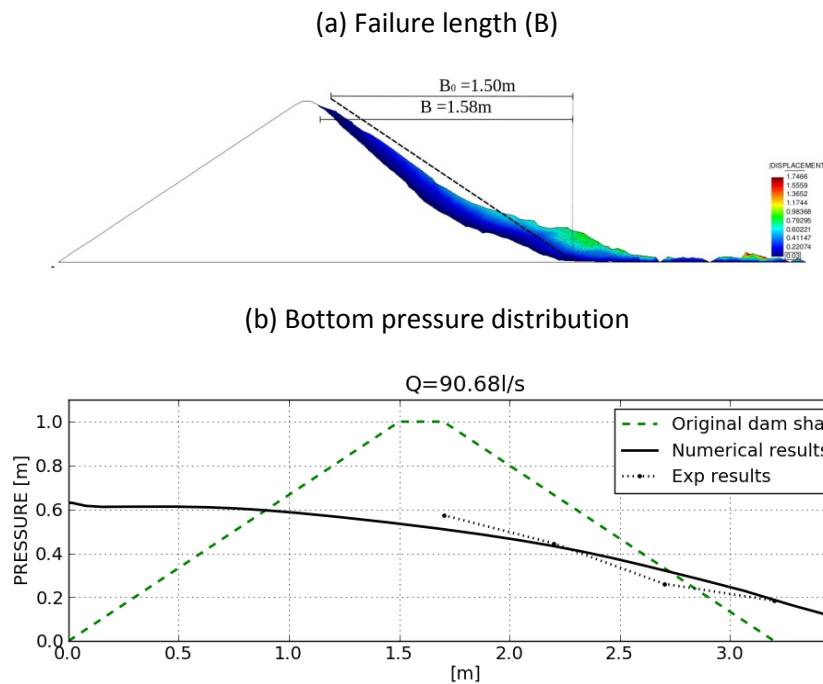 (a) Failure length (B)
B₀ =1.50m
B = 1.58m
|DISPLACEMENT
1.7466
1.5559
1.3652
1.1744
0.98368
0.79295
0.60221
0.41147
0.22074
0.03
(b) Bottom pressure distribution
Q=90.68l/s
1.0
0.8
0.6
0.4
0.2
0.0
PRESSURE [m]
Original dam sha
Numerical results
Exp results
0.0 0.5 1.0 1.5 2.0 2.5 3.0
[m]